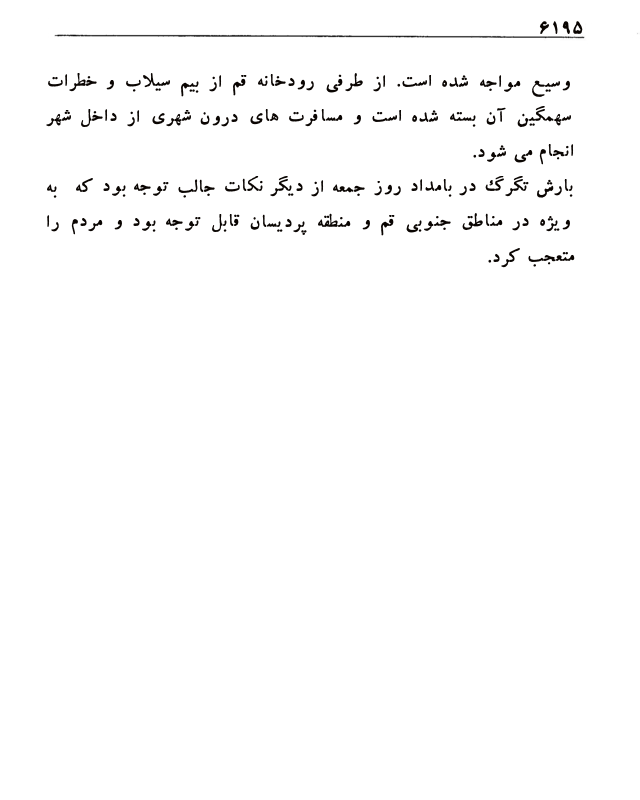 ۶۱۹۵
وسیع مواجه شده است. از طرفی رودخانه قم از بیم سیلاب و خطرات
سهمگین آن بسته شده است و مسافرت های درون شهری از داخل شهر
انجام می شود.
بارش تگرگ در بامداد روز جمعه از دیگر نکات جالب توجه بود که به
ویژه در مناطق جنوبی قم و منطقه پردیسان قابل توجه بود و مردم را
متعجب کرد.